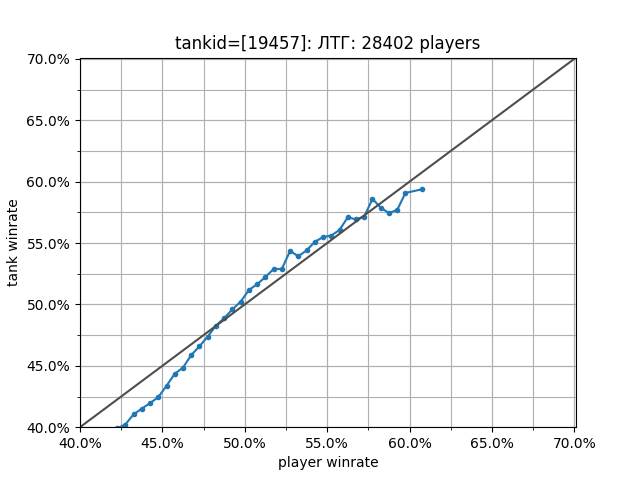 tankid=[19457]: ЛТГ: 28402 players
70.0%
65.0%
60.0%
55.0%
50.0%
45.0%
40.0%
tank winrate
40.0% 45.0% 50.0% 55.0% 60.0% 65.0% 70.0%
player winrate